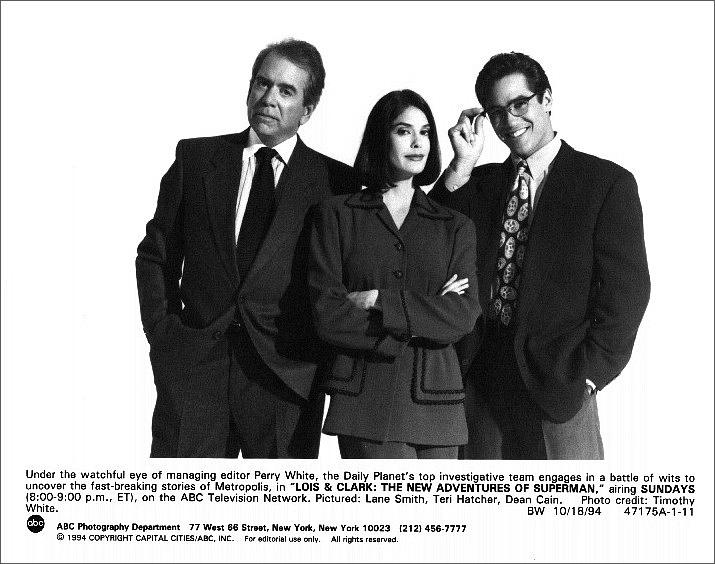 Under the watchful eye of managing editor Perry White, the Daily Planet's top investigative team engages in a battle of wits to
uncover the fast-breaking stories of Metropolis, in "LOIS & CLARK: THE NEW ADVENTURES OF SUPERMAN," airing SUNDAYS
(8:00-9:00 p.m., ET), on the ABC Television Network. Pictured: Lane Smith, Teri Hatcher, Dean Cain. Photo credit: Timothy
White. BW 10/18/94 47175A-1-11
abc ABC Photography Department 77 West 66 Street, New York, New York 10023 (212) 456-7777
© 1994 COPYRIGHT CAPITAL CITIES/ABC, INC. For editorial use only. All rights reserved.